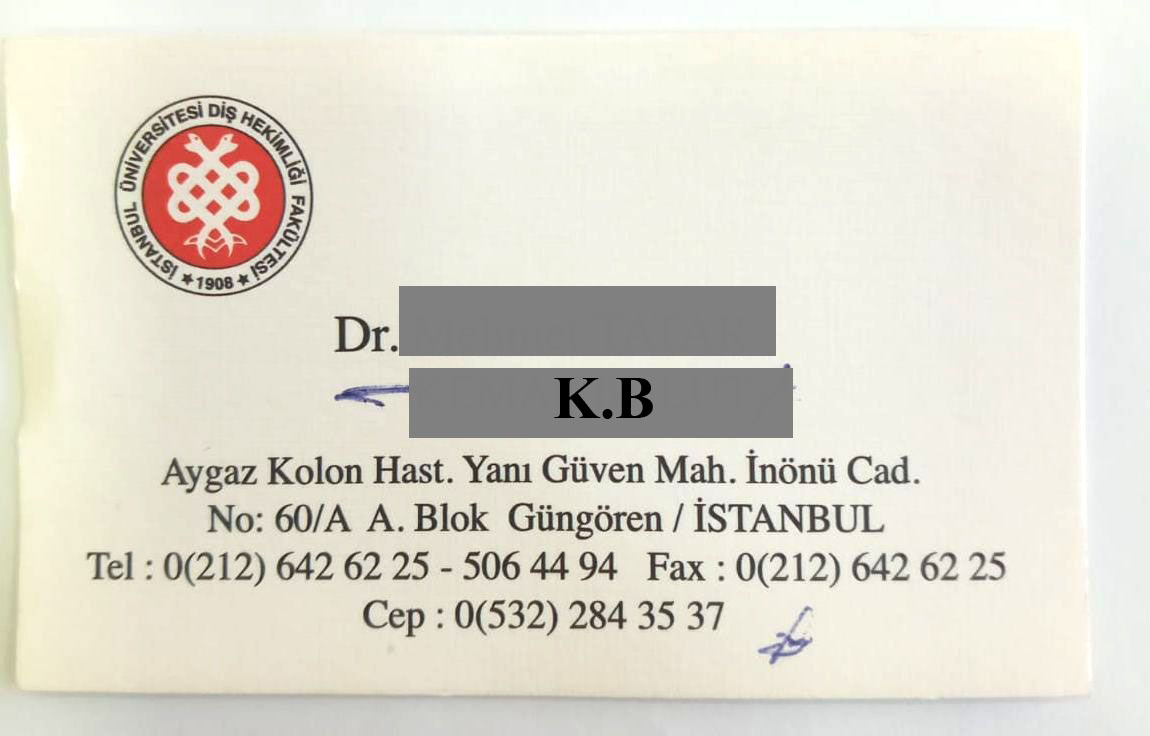 İSTANBUL ÜNİVERSİTESİ DİŞ HEKİMLİĞİ FAKÜLTESİ
1908
Dr.
K.B
Aygaz Kolon Hast. Yanı Güven Mah. İnönü Cad.
No: 60/A A. Blok Güngören / İSTANBUL
Tel : 0(212) 642 62 25 - 506 44 94 Fax : 0(212) 642 62 25
Cep : 0(532) 284 35 37